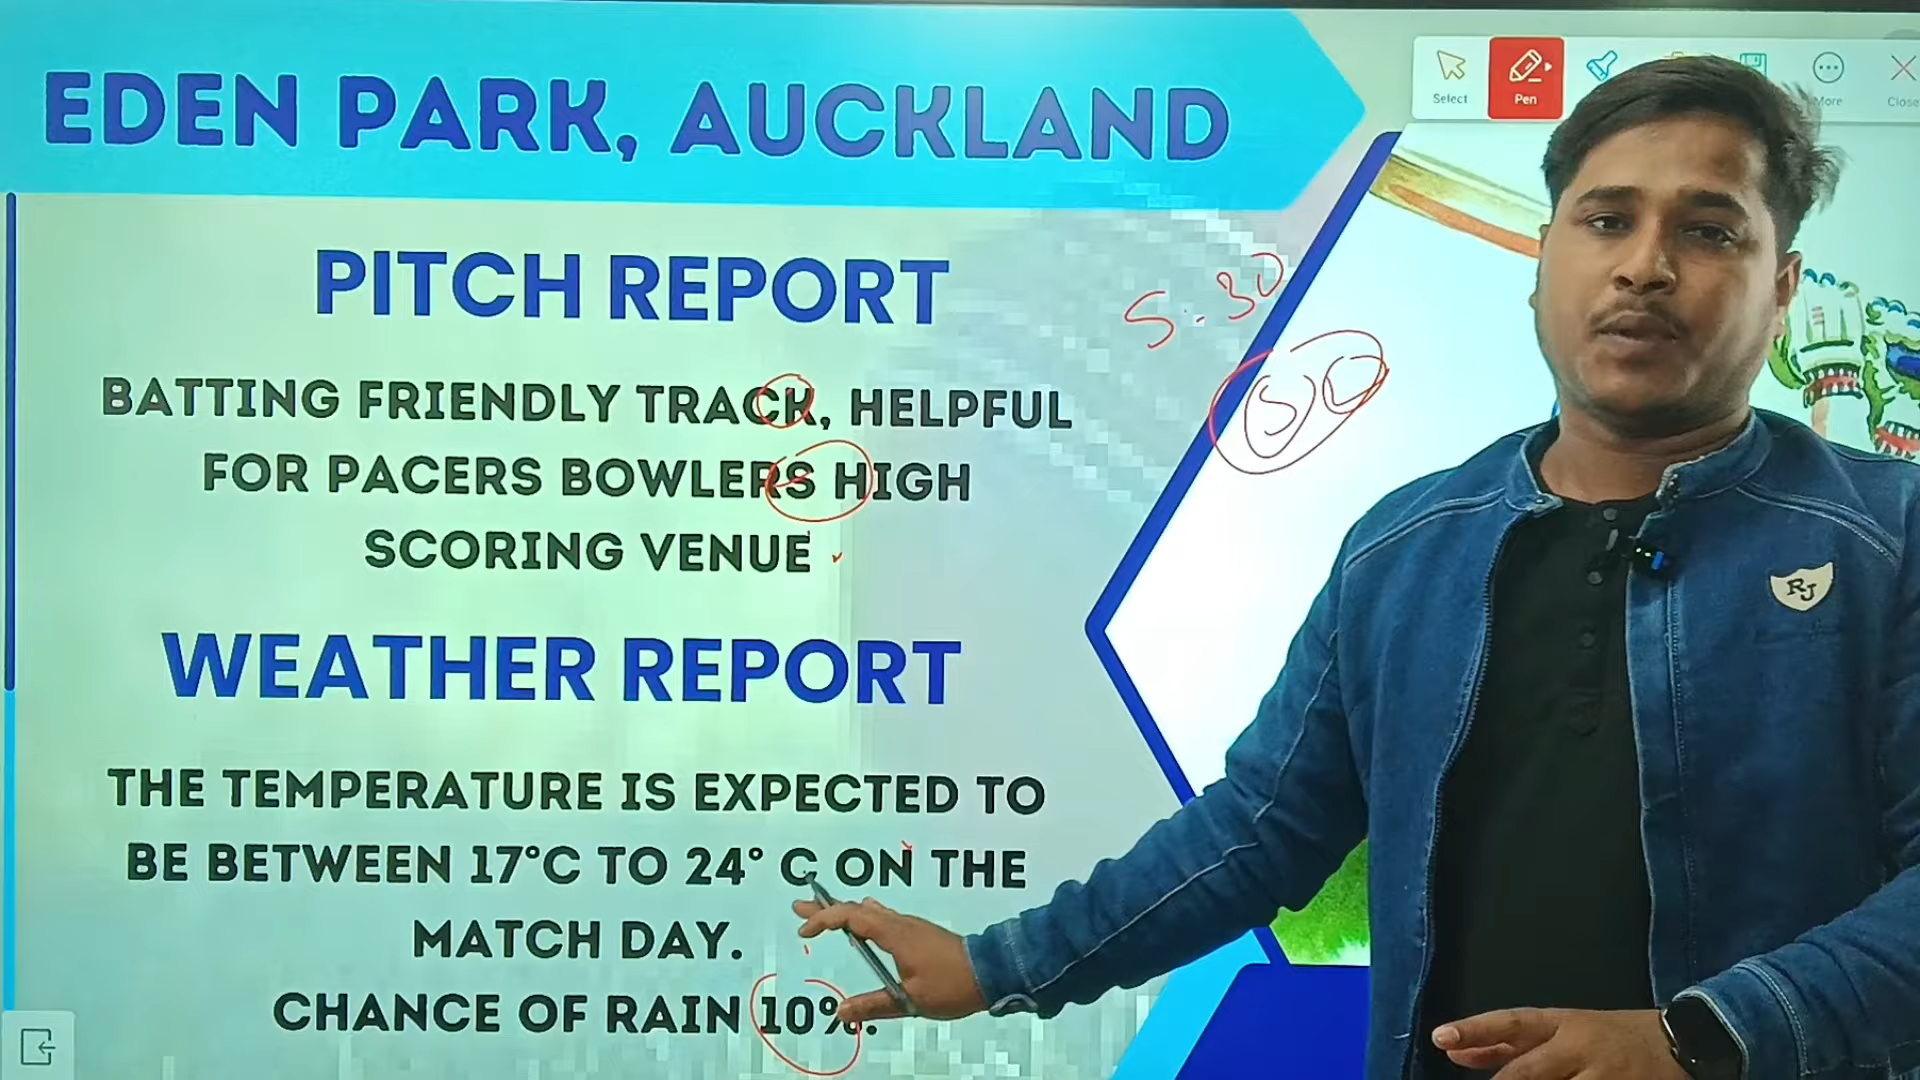 EDEN PARK, AUCKLAND
Select
Pen
More
Close
PITCH REPORT
5.30
BATTING FRIENDLY TRACK, HELPFUL
FOR PACERS BOWLERS HIGH
SCORING VENUE
RJ
WEATHER REPORT
THE TEMPERATURE IS EXPECTED TO
BE BETWEEN 17°C TO 24° C ON THE
MATCH DAY.
CHANCE OF RAIN 10%.